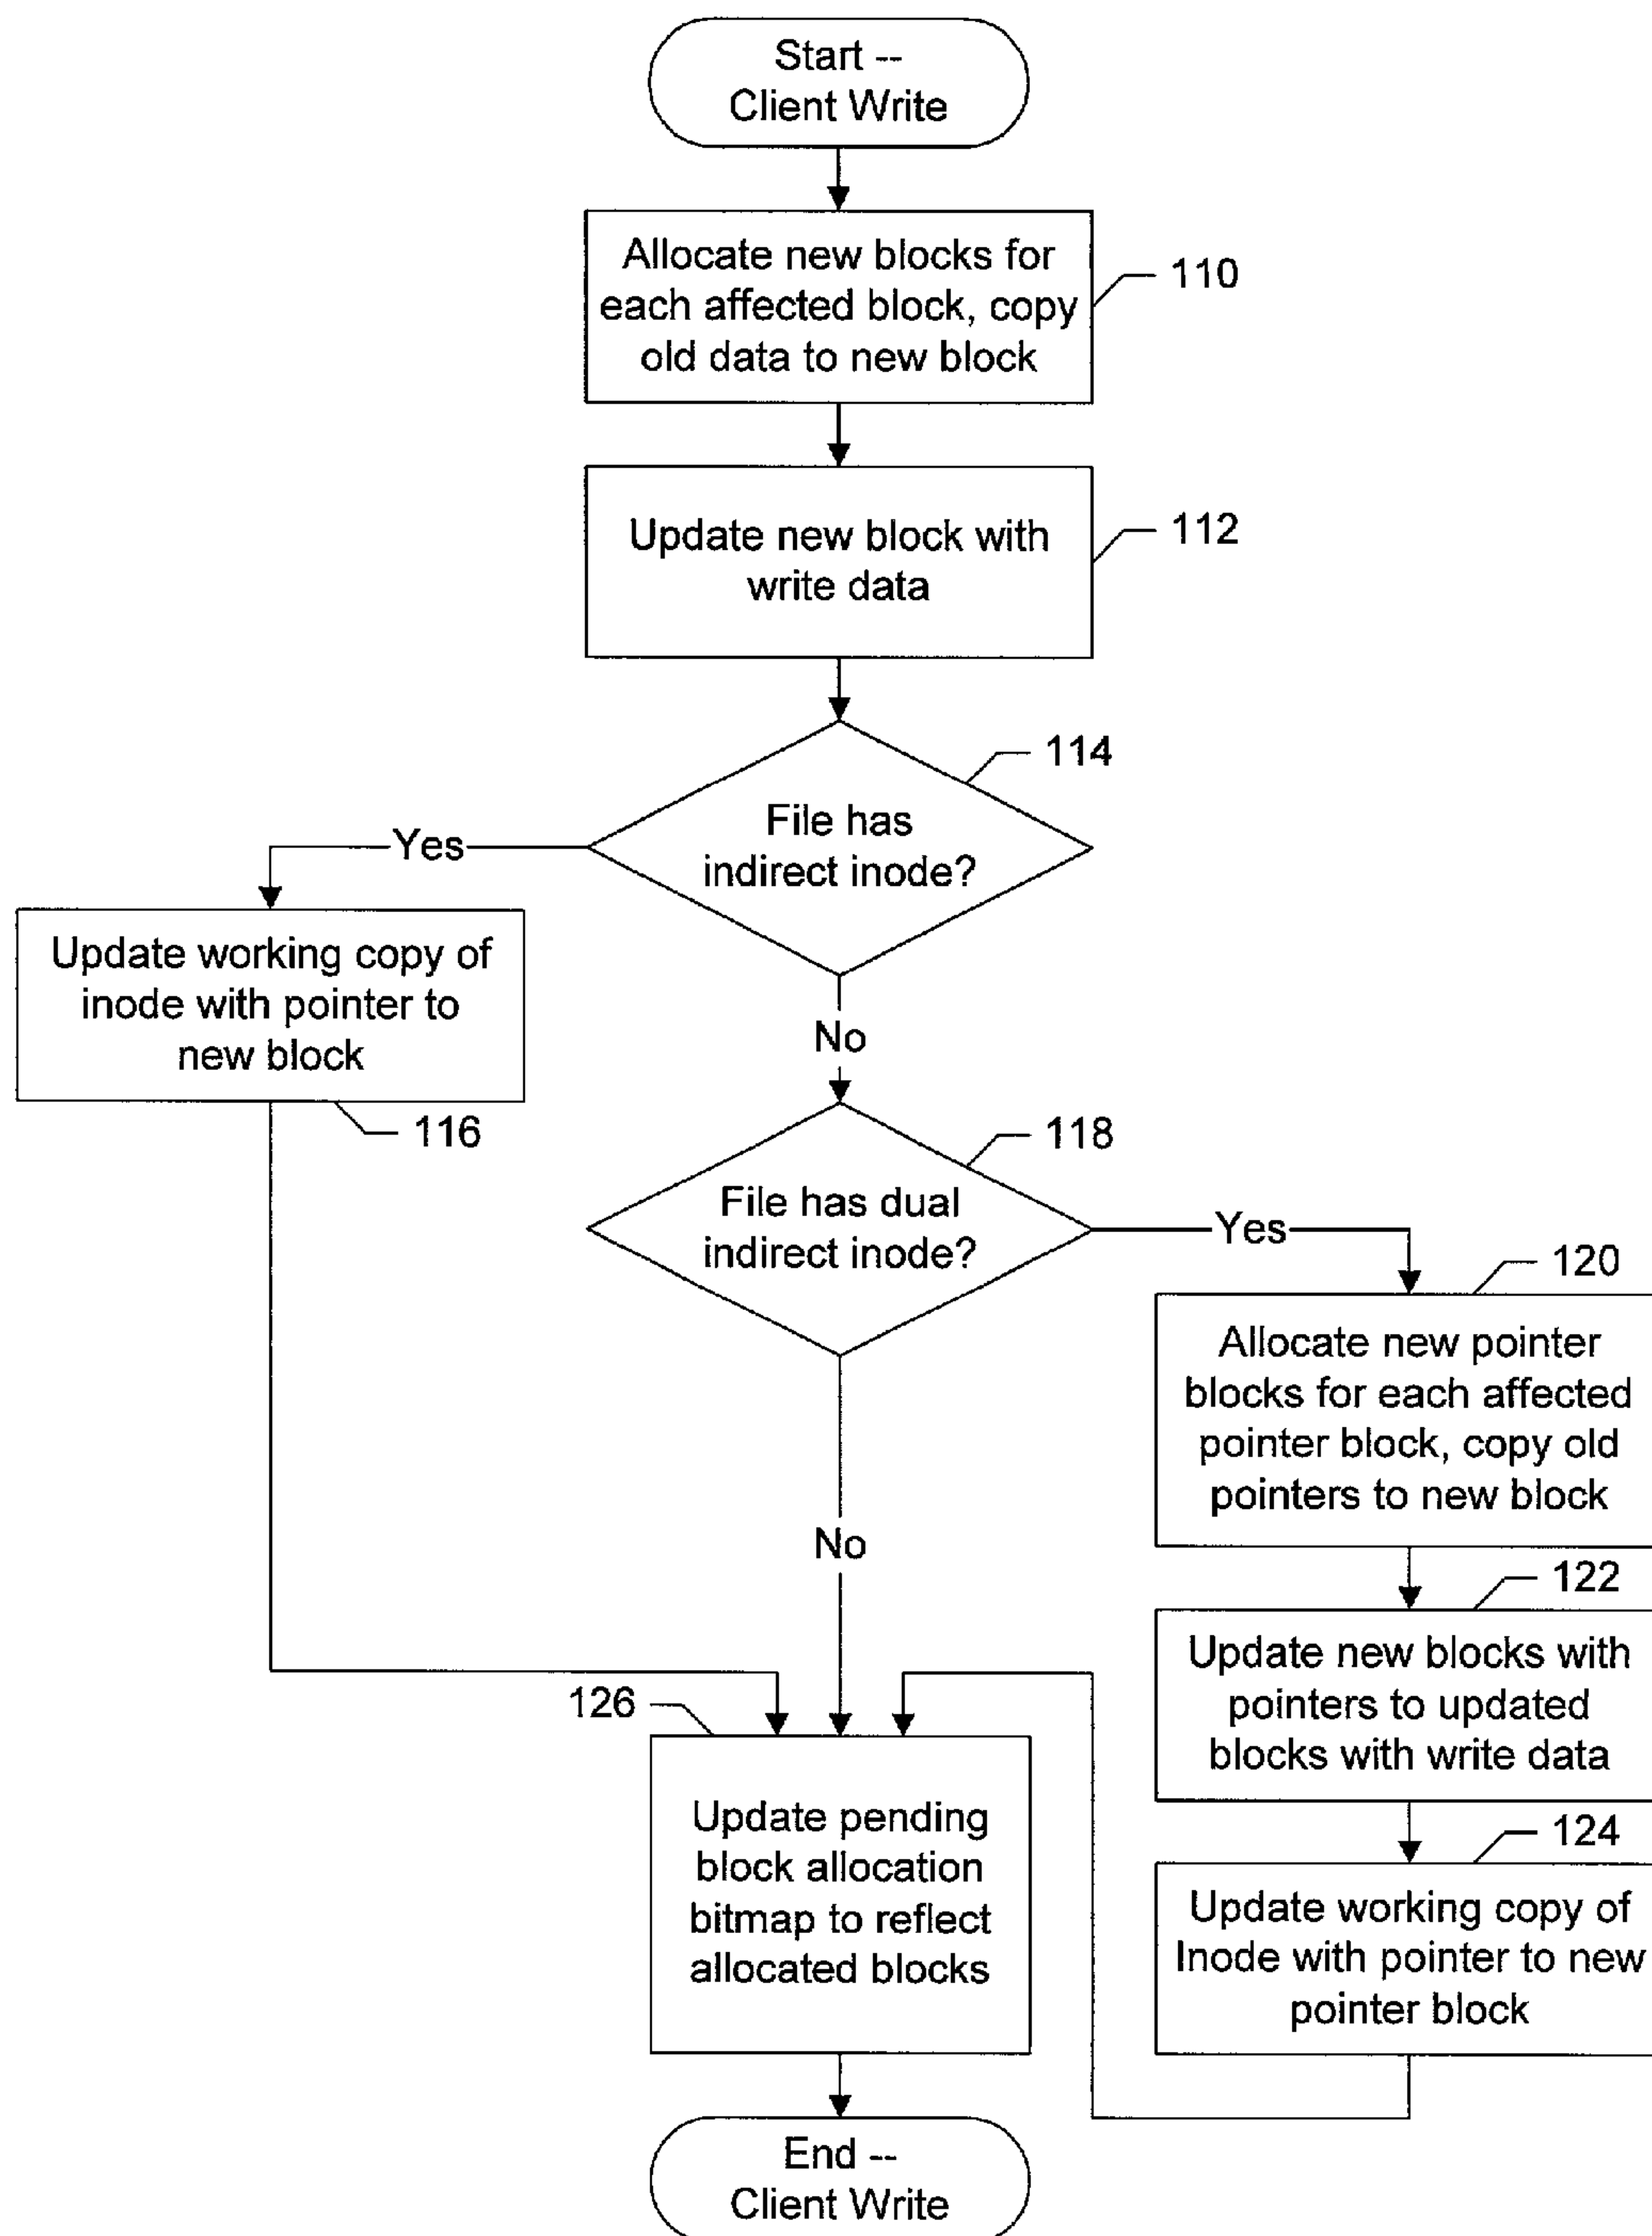 Start --
Client Write
Allocate new blocks for
each affected block, copy
old data to new block
110
Update new block with
write data
112
114
File has
indirect inode?
Yes
Update working copy of
inode with pointer to
new block
116
No
118
File has dual
indirect inode?
Yes
120
Allocate new pointer
blocks for each affected
pointer block, copy old
pointers to new block
No
122
Update new blocks with
pointers to updated
blocks with write data
126
Update pending
block allocation
bitmap to reflect
allocated blocks
124
Update working copy of
Inode with pointer to new
pointer block
End --
Client Write